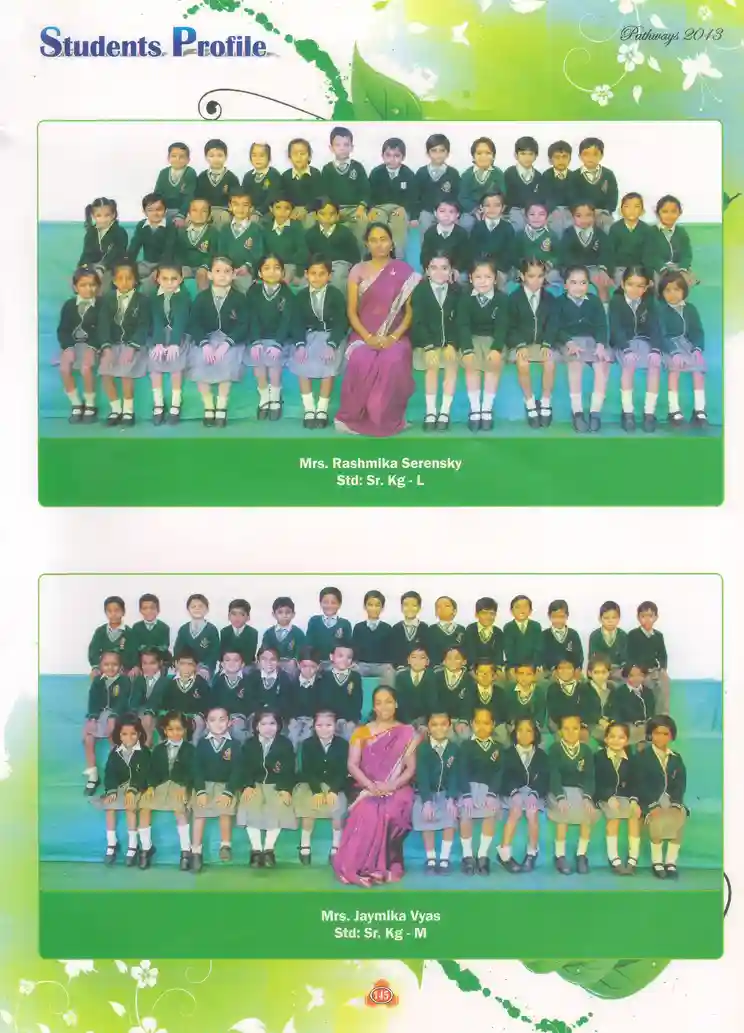 Students Profile
Pathways 2013
Mrs. Rashmika Serensky
Std: Sr. Kg - L
Mrs. Jaymika Vyas
Std: Sr. Kg - M
145